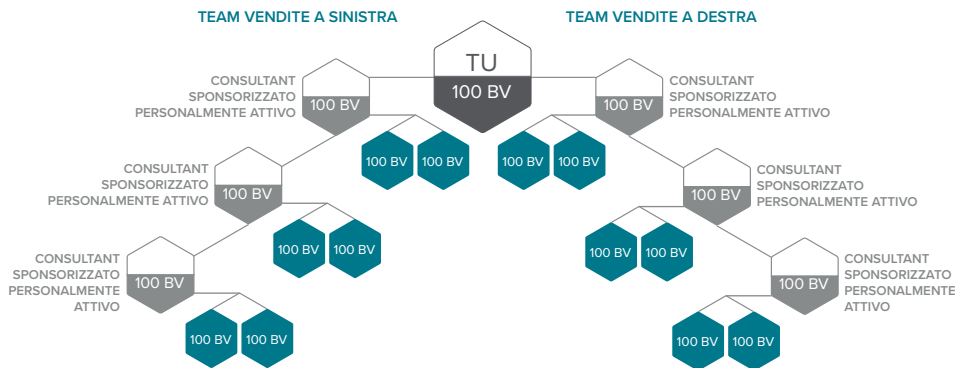 TEAM VENDITE A SINISTRA
TEAM VENDITE A DESTRA
TU
100 BV
CONSULTANT
SPONSORIZZATO
PERSONALMENTE ATTIVO
100 BV
100 BV
CONSULTANT
SPONSORIZZATO
PERSONALMENTE ATTIVO
100 BV
100 BV
100 BV
100 BV
CONSULTANT
SPONSORIZZATO
PERSONALMENTE ATTIVO
100 BV
100 BV
CONSULTANT
SPONSORIZZATO
PERSONALMENTE ATTIVO
100 BV
100 BV
100 BV
100 BV
CONSULTANT
SPONSORIZZATO
PERSONALMENTE
ATTIVO
100 BV
100 BV
CONSULTANT
SPONSORIZZATO
PERSONALMENTE
ATTIVO
100 BV
100 BV
100 BV
100 BV